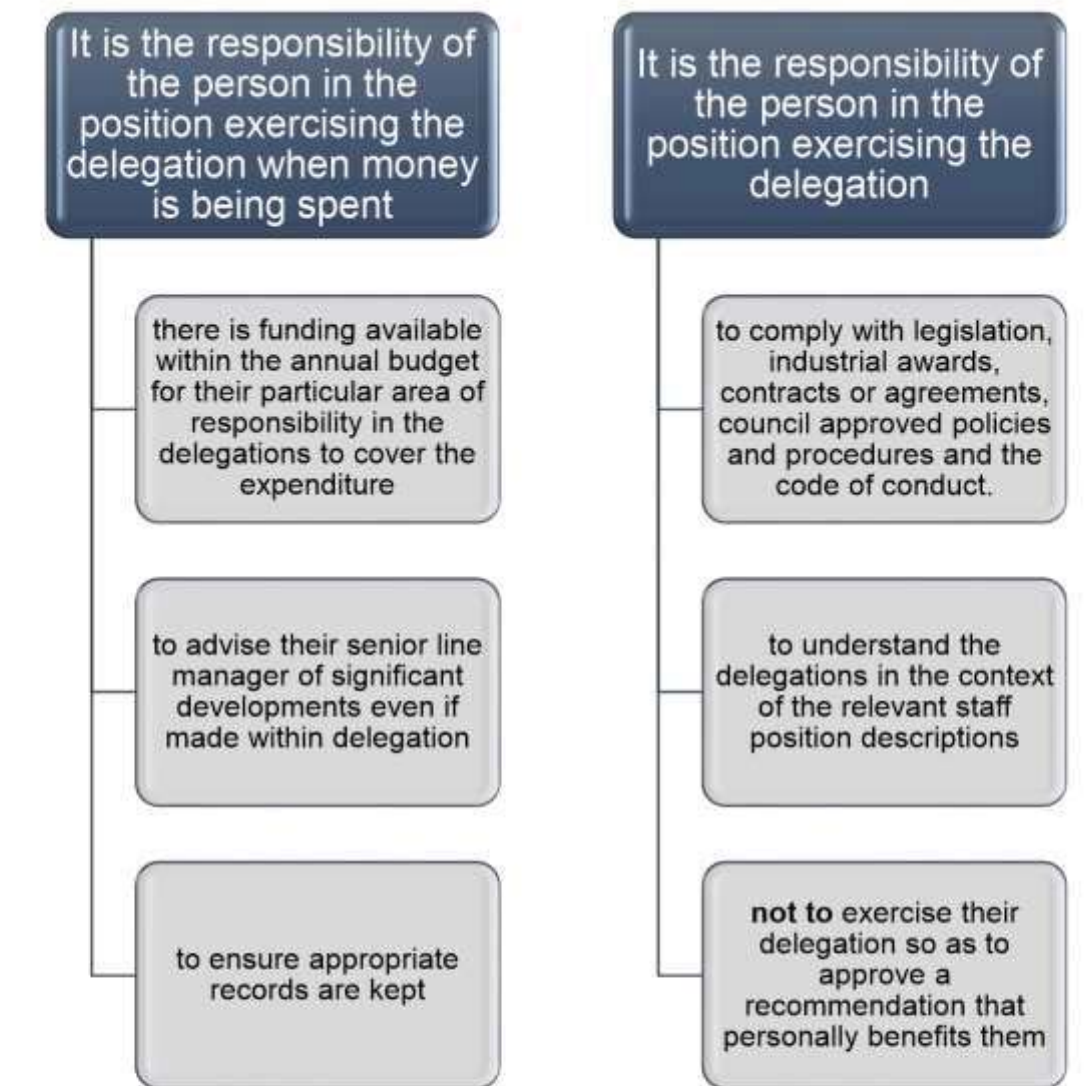 It is the responsibility of
the person in the
position exercising the
delegation when money
is being spent
there is funding available
within the annual budget
for their particular area of
responsibility in the
delegations to cover the
expenditure
to advise their senior line
manager of significant
developments even if
made within delegation
to ensure appropriate
records are kept
It is the responsibility of
the person in the
position exercising the
delegation
to comply with legislation,
industrial awards,
contracts or agreements,
council approved policies
and procedures and the
code of conduct.
to understand the
delegations in the context
of the relevant staff
position descriptions
not to exercise their
delegation so as to
approve a
recommendation that
personally benefits them